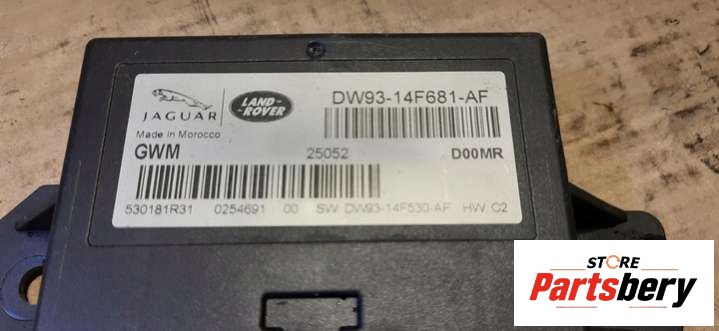 JAGUAR
LAND-
-ROVER
DW93-14F681-AF
Made in Morocco
GWM 25052 D00MR
530181R31 0254691 00 SW DW93-14F530-AF HW C2
STORE
Partsbery